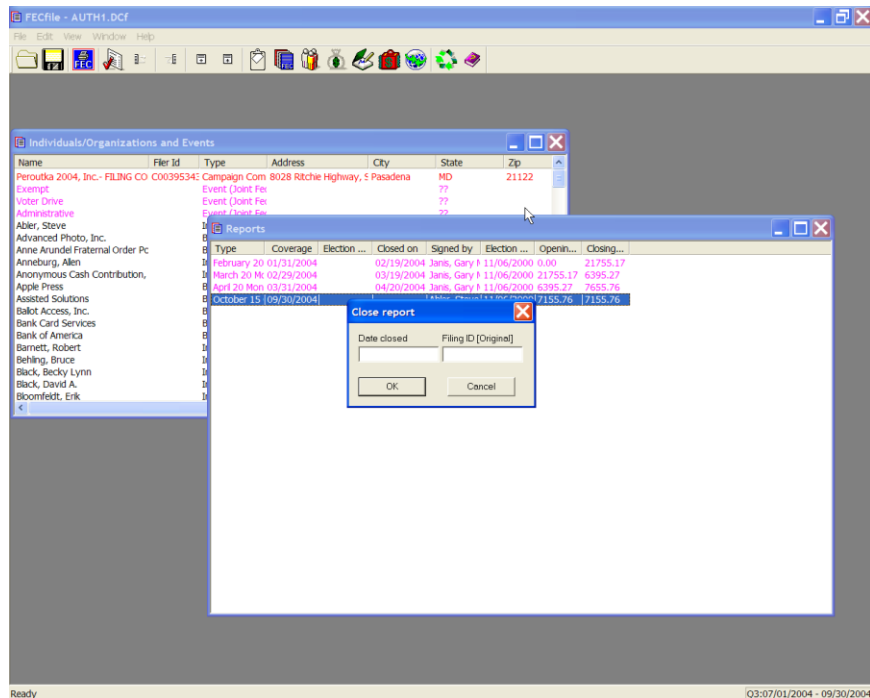 FECfile - AUTH1.DCf
File Edit View Window Help
Individuals/Organizations and Events
Name Filer Id Type Address City State Zip
Peroutka 2004, Inc.- FILING CO C0039534 Campaign Com 8028 Ritchie Highway, S Pasadena MD 21122
Exempt Event (Joint Fe ??
Voter Drive Event (Joint Fe ??
Administrative Event (Joint Fe ??
Abler, Steve
Advanced Photo, Inc.
Anne Arundel Fraternal Order Pc
Anneburg, Allen
Anonymous Cash Contribution,
Apple Press
Assisted Solutions
Ballot Access, Inc.
Bank Card Services
Bank of America
Barnett, Robert
Behling, Bruce
Black, Becky Lynn
Black, David A.
Bloomfeldt, Erik
Reports
Type Coverage Election ... Closed on Signed by Election ... Openin... Closing...
February 20 01/31/2004 02/19/2004 Janis, Gary 11/06/2000 0.00 21755.17
March 20 Mc 02/29/2004 03/19/2004 Janis, Gary 11/06/2000 21755.17 6395.27
April 20 Mon 03/31/2004 04/20/2004 Janis, Gary 11/06/2000 6395.27 7655.76
October 15 09/30/2004 Abler, Steve 11/06/2000 7155.76 7155.76
Close report
Date closed Filing ID [Original]
OK Cancel
Ready Q3:07/01/2004 - 09/30/2004